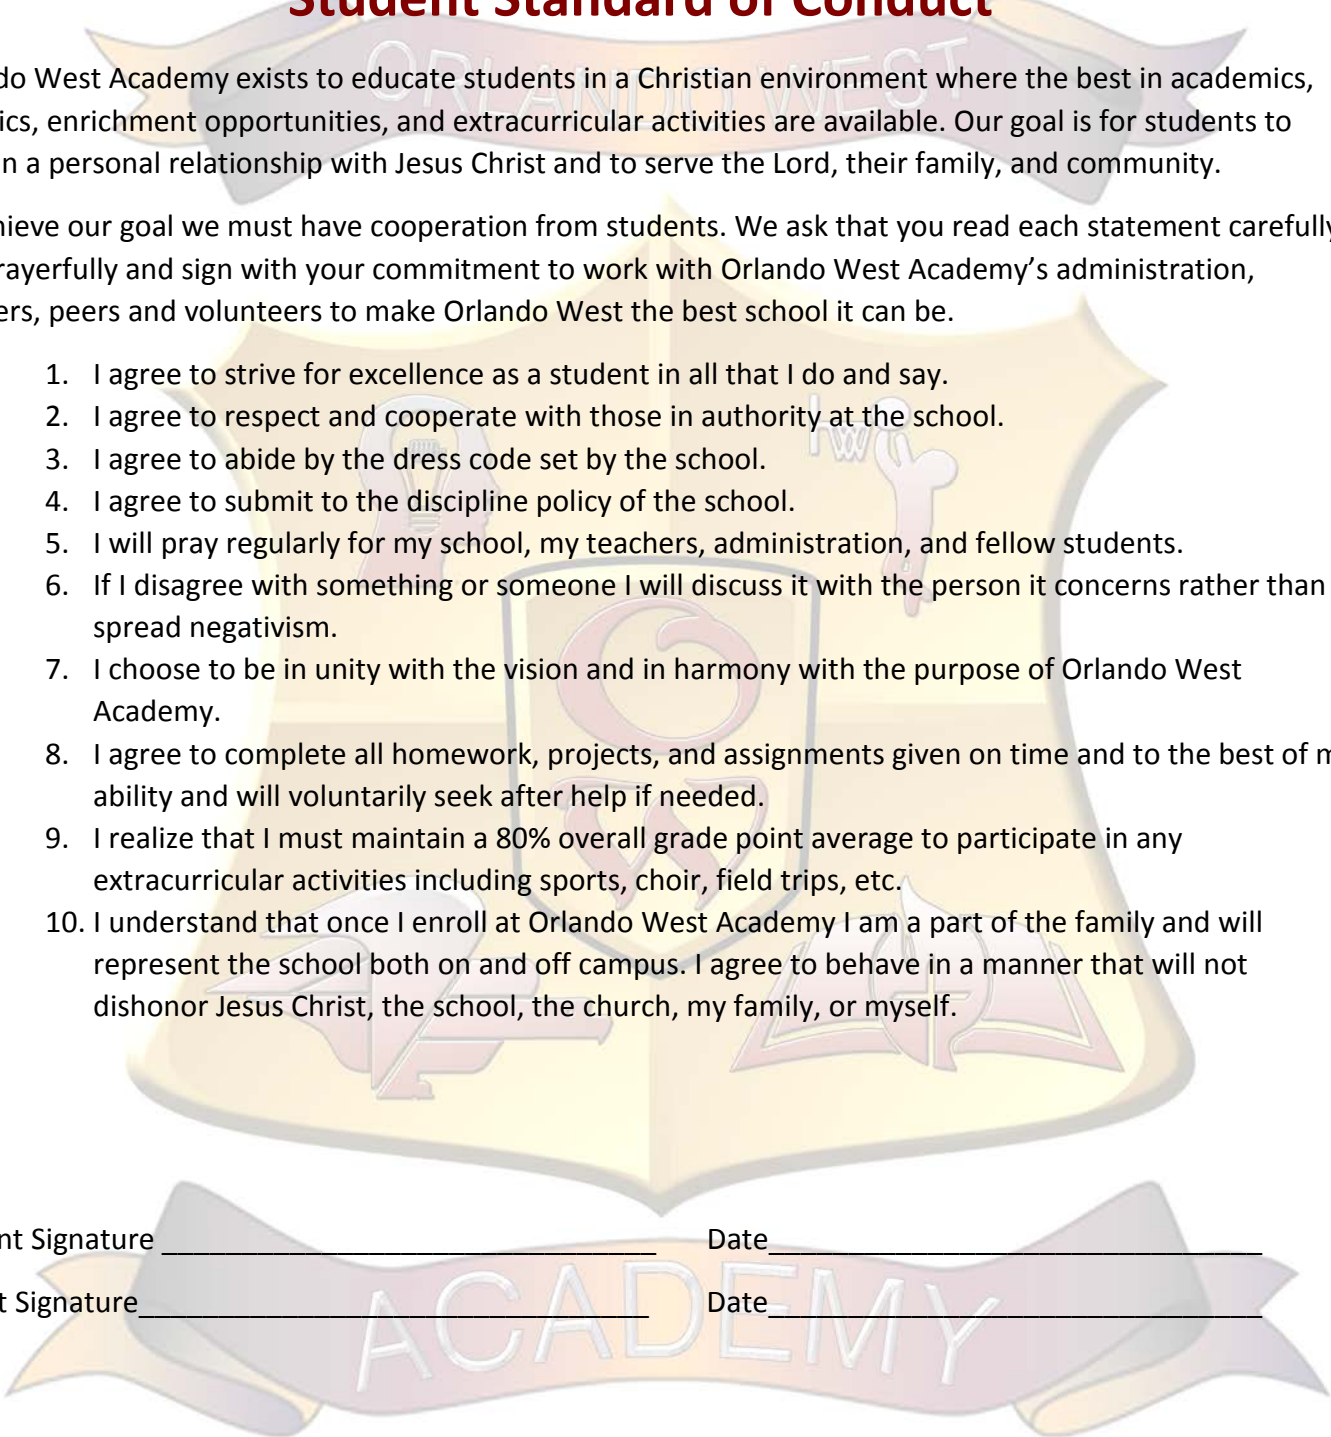 Student Standard of Conduct
ORLANDO WEST
do West Academy exists to educate students in a Christian environment where the best in academics,
ics, enrichment opportunities, and extracurricular activities are available. Our goal is for students to
n a personal relationship with Jesus Christ and to serve the Lord, their family, and community.
hieve our goal we must have cooperation from students. We ask that you read each statement carefully
rayerfully and sign with your commitment to work with Orlando West Academy’s administration,
ers, peers and volunteers to make Orlando West the best school it can be.
1. I agree to strive for excellence as a student in all that I do and say.
2. I agree to respect and cooperate with those in authority at the school.
3. I agree to abide by the dress code set by the school.
4. I agree to submit to the discipline policy of the school.
5. I will pray regularly for my school, my teachers, administration, and fellow students.
6. If I disagree with something or someone I will discuss it with the person it concerns rather than
spread negativism.
7. I choose to be in unity with the vision and in harmony with the purpose of Orlando West
Academy.
8. I agree to complete all homework, projects, and assignments given on time and to the best of m
ability and will voluntarily seek after help if needed.
9. I realize that I must maintain a 80% overall grade point average to participate in any
extracurricular activities including sports, choir, field trips, etc.
10. I understand that once I enroll at Orlando West Academy I am a part of the family and will
represent the school both on and off campus. I agree to behave in a manner that will not
dishonor Jesus Christ, the school, the church, my family, or myself.
OW
nt Signature _______________________________ Date_______________________________
t Signature________________________________ Date_______________________________
ACADEMY